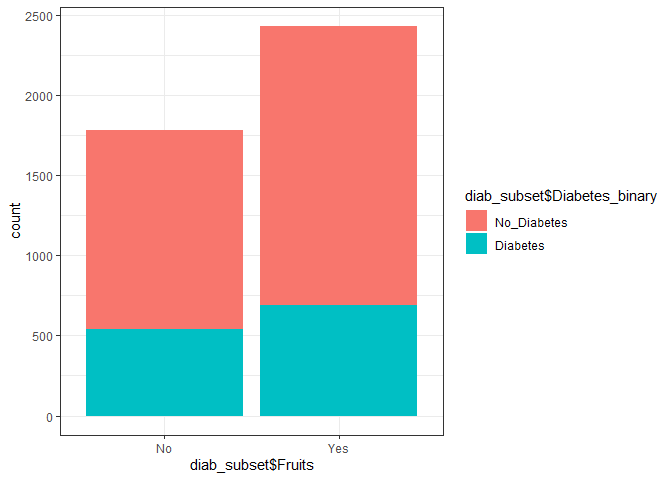 2500
2000
1500
1000
500
0
count
No
Yes
diab_subset$Fruits
diab_subset$Diabetes_binary
No_Diabetes
Diabetes